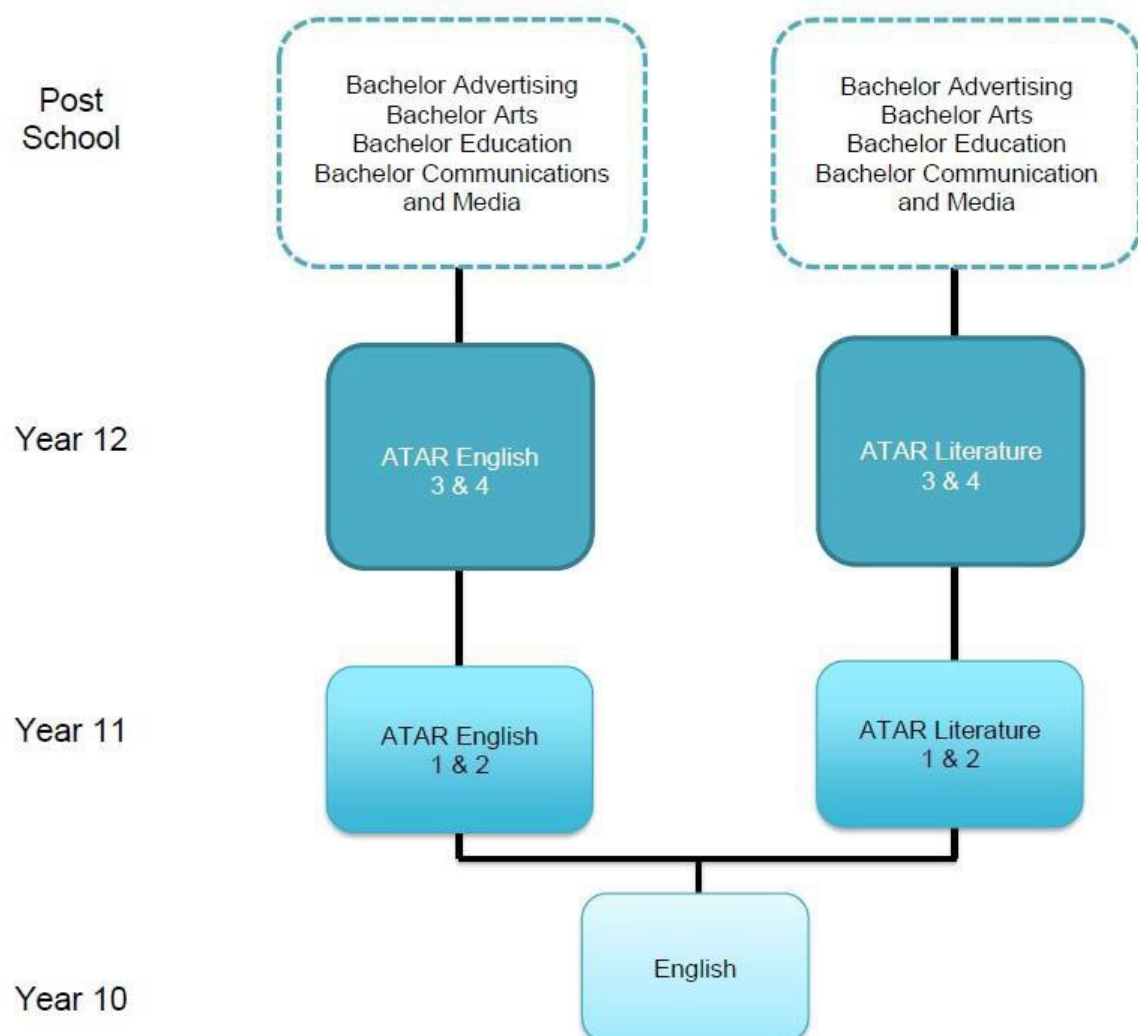 Post
School
Bachelor Advertising
Bachelor Arts
Bachelor Education
Bachelor Communications
and Media
Bachelor Advertising
Bachelor Arts
Bachelor Education
Bachelor Communication
and Media
Year 12
ATAR English
3 & 4
ATAR Literature
3 & 4
Year 11
ATAR English
1 & 2
ATAR Literature
1 & 2
Year 10
English